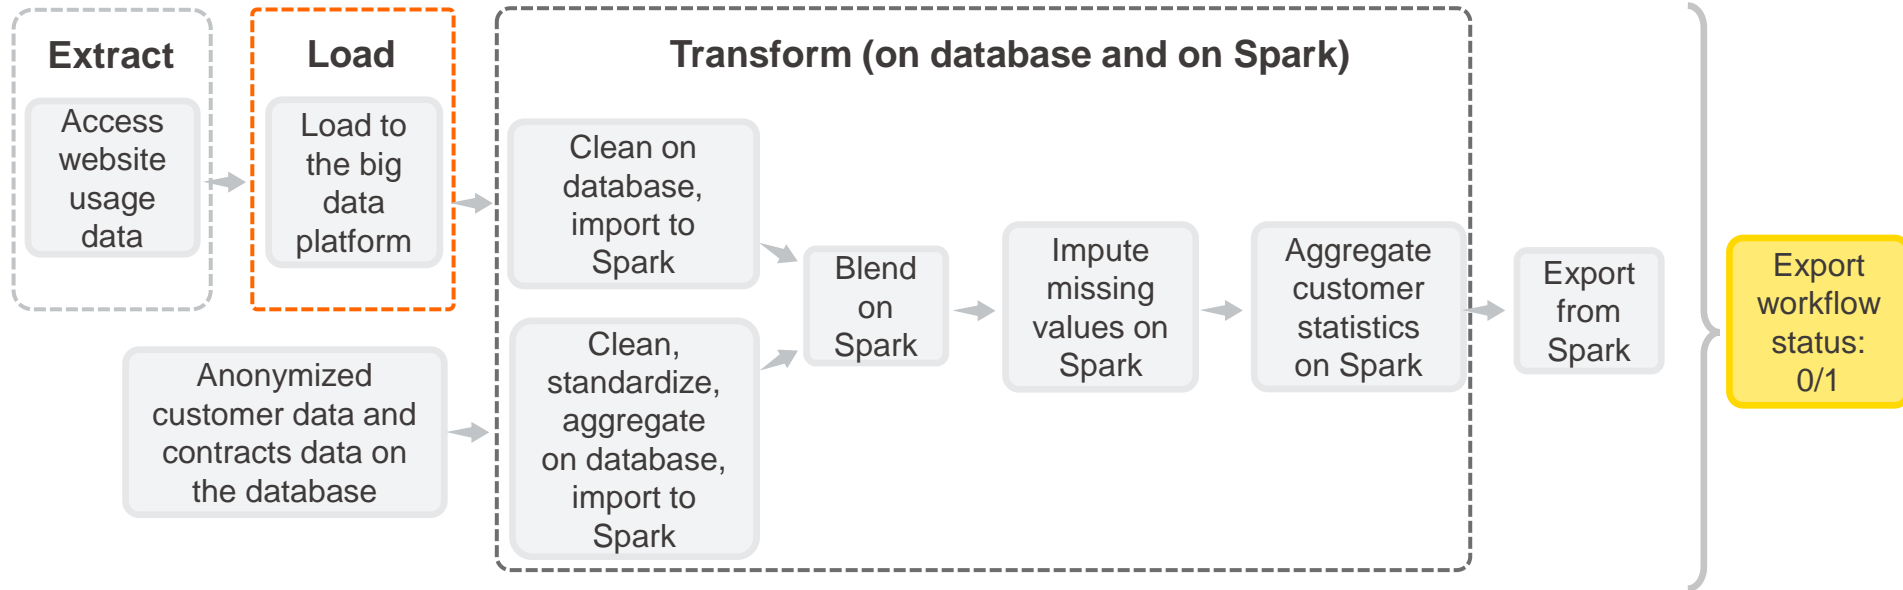 Extract
Access
website
usage
data
Load
Load to
the big
data
platform
Transform (on database and on Spark)
Clean on
database,
import to
Spark
Anonymized
customer data and
contracts data on
the database
Clean,
standardize,
aggregate
on database,
import to
Spark
Blend
on
Spark
Impute
missing
values on
Spark
Aggregate
customer
statistics
on Spark
Export
from
Spark
Export
workflow
status:
0/1